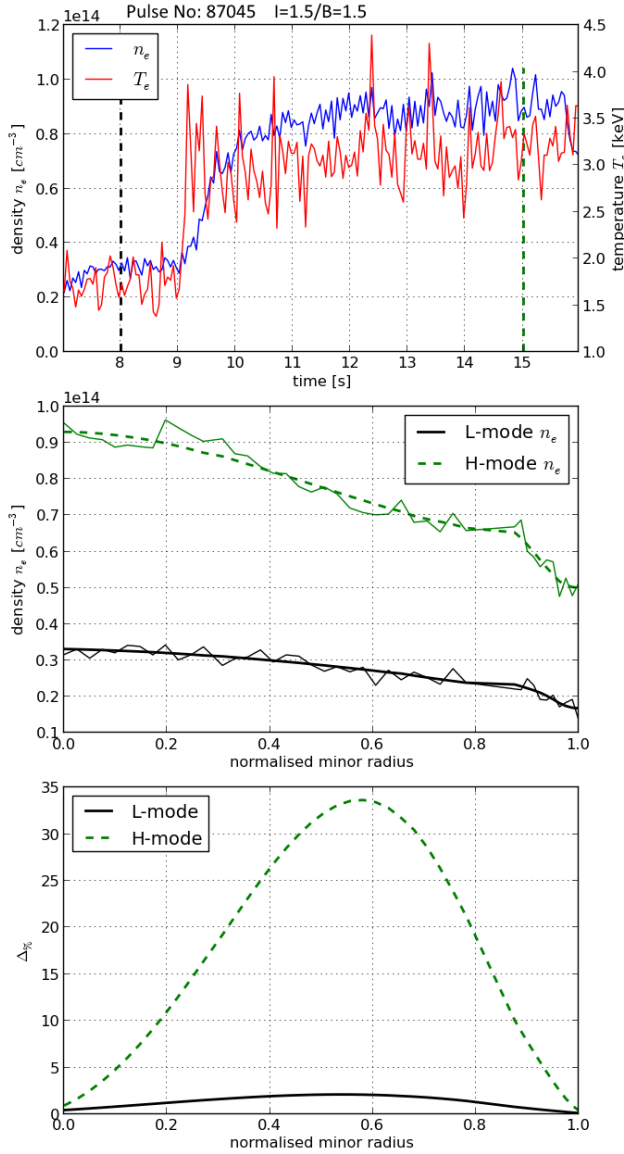 Pulse No: 87045 I=1.5/B=1.5
1e14
n_e
T_e
density n_e [cm^{-3}]
1.2
1.0
0.8
0.6
0.4
0.2
0.0
temperature T_e [keV]
4.5
4.0
3.5
3.0
2.5
2.0
1.5
1.0
8 9 10 11 12 13 14 15
time [s]
1e14
L-mode n_e
H-mode n_e
density n_e [cm^{-3}]
1.0
0.9
0.8
0.7
0.6
0.5
0.4
0.3
0.2
0.1
0.0 0.2 0.4 0.6 0.8 1.0
normalised minor radius
L-mode
H-mode
Δ_%
35
30
25
20
15
10
5
0
0.0 0.2 0.4 0.6 0.8 1.0
normalised minor radius